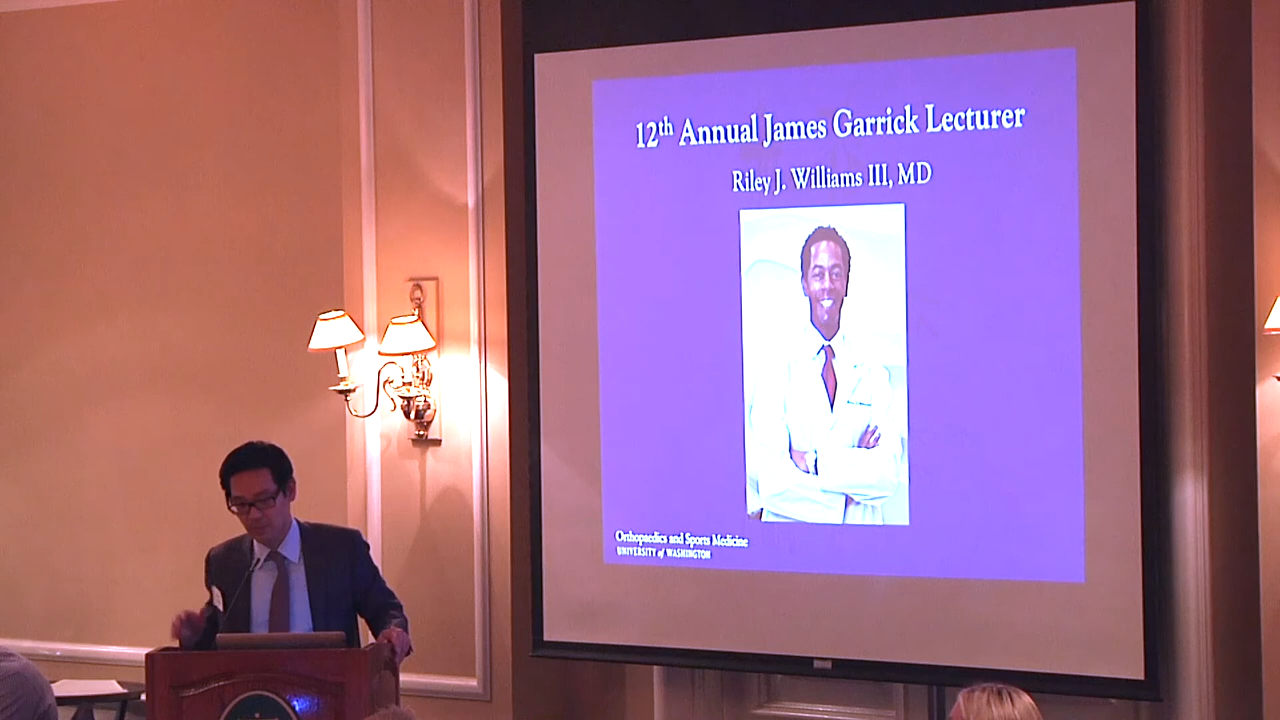 12th Annual James Garrick Lecturer
Riley J. Williams III, MD
Orthopaedics and Sports Medicine
UNIVERSITY of WASHINGTON